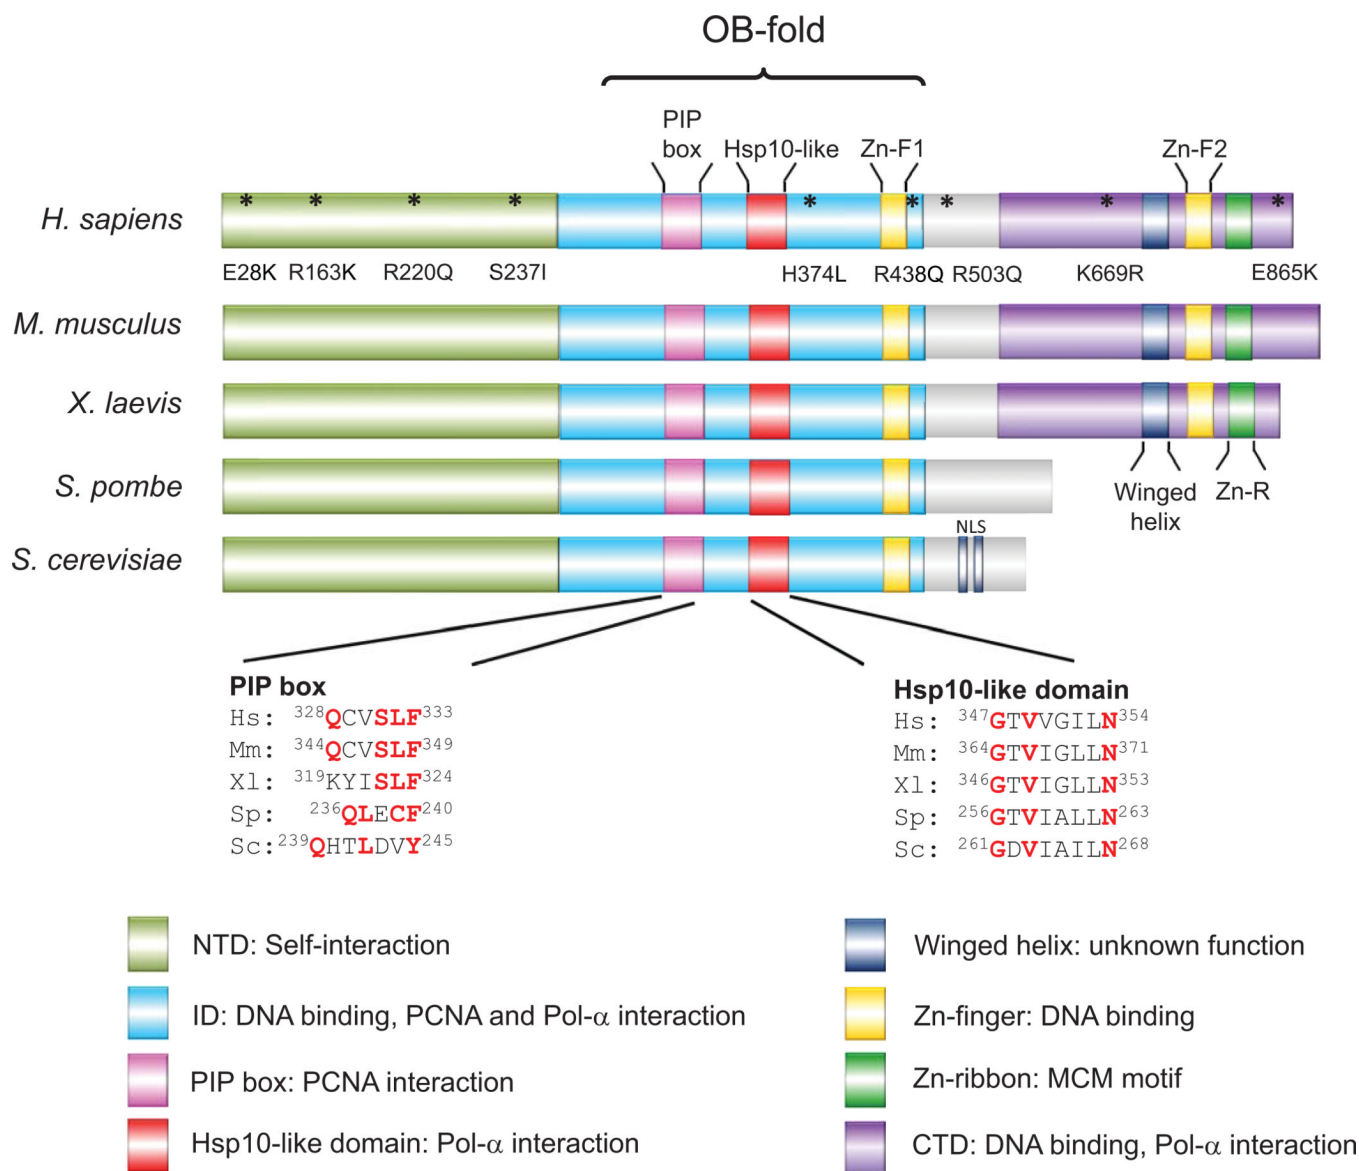 OB-fold
PIP
box
Hsp10-like
Zn-F1
Zn-F2
H. sapiens
* * * * * * * * *
E28K R163K R220Q S237I H374L R438Q R503Q K669R E865K
M. musculus
X. laevis
S. pombe
Winged
helix
Zn-R
NLS
S. cerevisiae
PIP box
Hs: 328QCVSLF333
Mm: 344QCVSLF349
Xl: 319KYISLF324
Sp: 236QLECF240
Sc: 239QHTLDVY245
Hsp10-like domain
Hs: 347GTVVGILN354
Mm: 364GTVIGLLN371
Xl: 346GTVIGLLN353
Sp: 256GTVIALLN263
Sc: 261GDVIAILN268
NTD: Self-interaction
ID: DNA binding, PCNA and Pol-α interaction
PIP box: PCNA interaction
Hsp10-like domain: Pol-α interaction
Winged helix: unknown function
Zn-finger: DNA binding
Zn-ribbon: MCM motif
CTD: DNA binding, Pol-α interaction